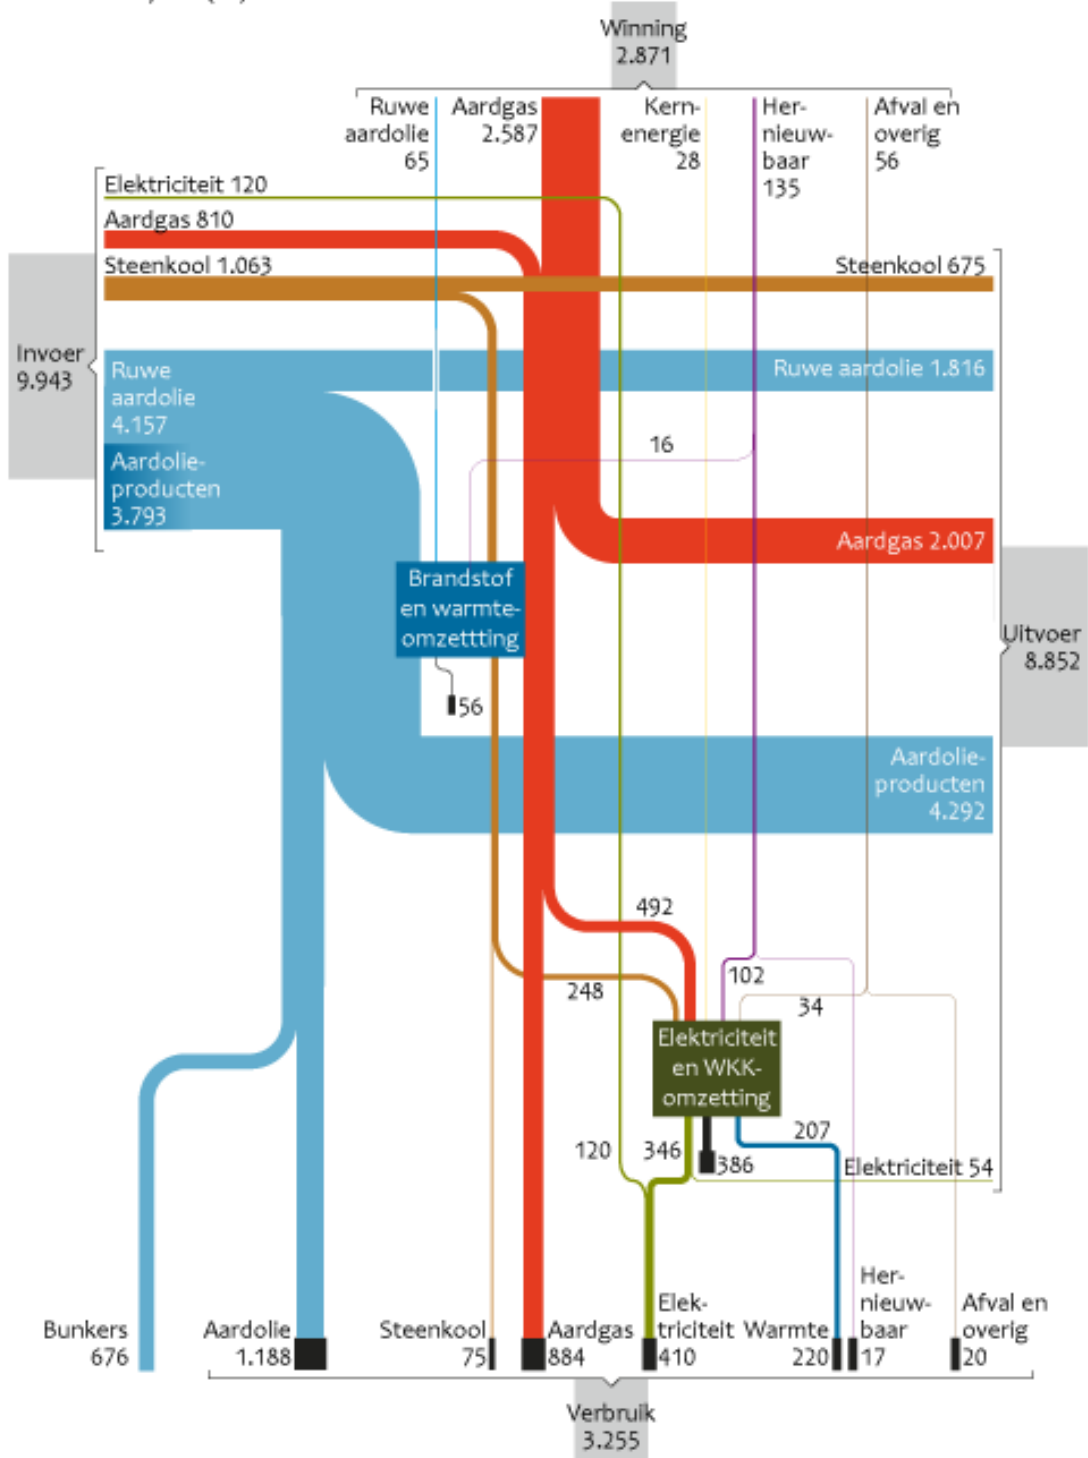 Winning
2.871
Ruwe
aardolie
65
Aardgas
2.587
Kern-
energie
28
Her-
nieuw-
baar
135
Afval en
overig
56
Elektriciteit 120
Aardgas 810
Steenkool 1.063
Steenkool 675
Invoer
9.943
Ruwe
aardolie
4.157
Ruwe aardolie 1.816
Aardolie-
producten
3.793
16
Aardgas 2.007
Brandstof
en warmte-
omzettting
Uitvoer
8.852
56
Aardolie-
producten
4.292
492
248
102
34
Elektriciteit
en WKK-
omzetting
120
346
386
207
Elektriciteit 54
Bunkers
676
Aardolie
1.188
Steenkool
75
Aardgas
884
Elek-
triciteit
410
Warmte
220
Her-
nieuw-
baar
17
Afval en
overig
20
Verbruik
3.255